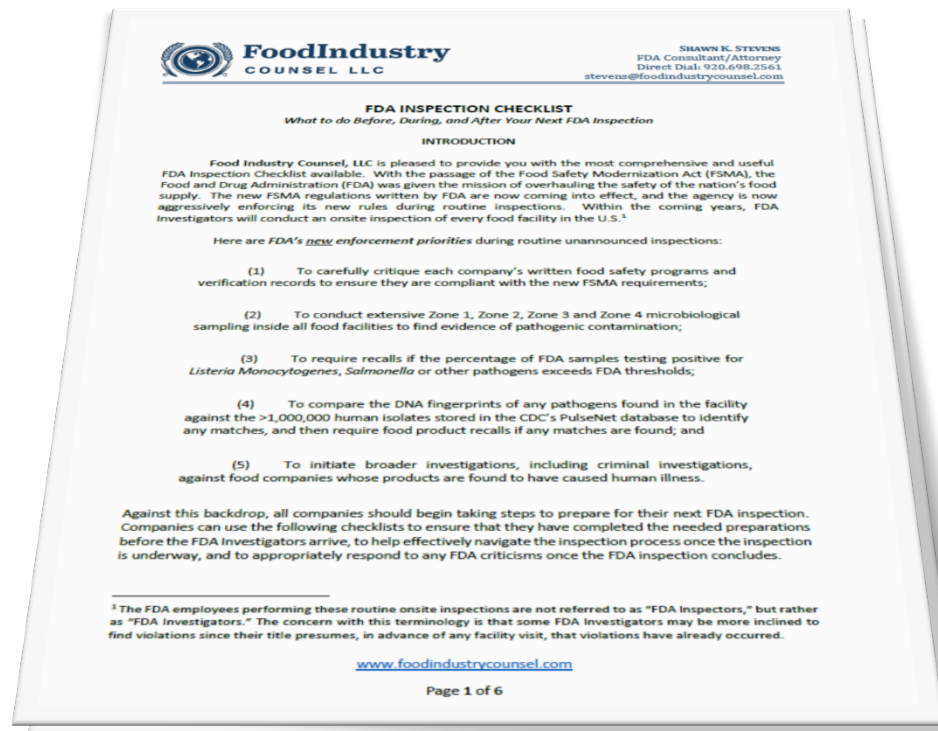 FoodIndustry
COUNSEL LLC
SHAWN K. STEVENS
FDA Consultant/Attorney
Direct Dial: 920.698.2561
stevens@foodindustrycounsel.com
FDA INSPECTION CHECKLIST
What to do Before, During, and After Your Next FDA Inspection
INTRODUCTION
Food Industry Counsel, LLC is pleased to provide you with the most comprehensive and useful
FDA Inspection Checklist available. With the passage of the Food Safety Modernization Act (FSMA), the
Food and Drug Administration (FDA) was given the mission of overhauling the safety of the nation's food
supply. The new FSMA regulations written by FDA are now coming into effect, and the agency is now
aggressively enforcing its new rules during routine inspections. Within the coming years, FDA
Investigators will conduct an onsite inspection of every food facility in the U.S.¹
Here are FDA's new enforcement priorities during routine unannounced inspections:
(1) To carefully critique each company's written food safety programs and
verification records to ensure they are compliant with the new FSMA requirements;
(2) To conduct extensive Zone 1, Zone 2, Zone 3 and Zone 4 microbiological
sampling inside all food facilities to find evidence of pathogenic contamination;
(3) To require recalls if the percentage of FDA samples testing positive for
Listeria Monocytogenes, Salmonella or other pathogens exceeds FDA thresholds;
(4) To compare the DNA fingerprints of any pathogens found in the facility
against the >1,000,000 human isolates stored in the CDC's PulseNet database to identify
any matches, and then require food product recalls if any matches are found; and
(5) To initiate broader investigations, including criminal investigations,
against food companies whose products are found to have caused human illness.
Against this backdrop, all companies should begin taking steps to prepare for their next FDA inspection.
Companies can use the following checklists to ensure that they have completed the needed preparations
before the FDA Investigators arrive, to help effectively navigate the inspection process once the inspection
is underway, and to appropriately respond to any FDA criticisms once the FDA inspection concludes.
¹ The FDA employees performing these routine onsite inspections are not referred to as "FDA Inspectors," but rather
as "FDA Investigators." The concern with this terminology is that some FDA Investigators may be more inclined to
find violations since their title presumes, in advance of any facility visit, that violations have already occurred.
www.foodindustrycounsel.com
Page 1 of 6